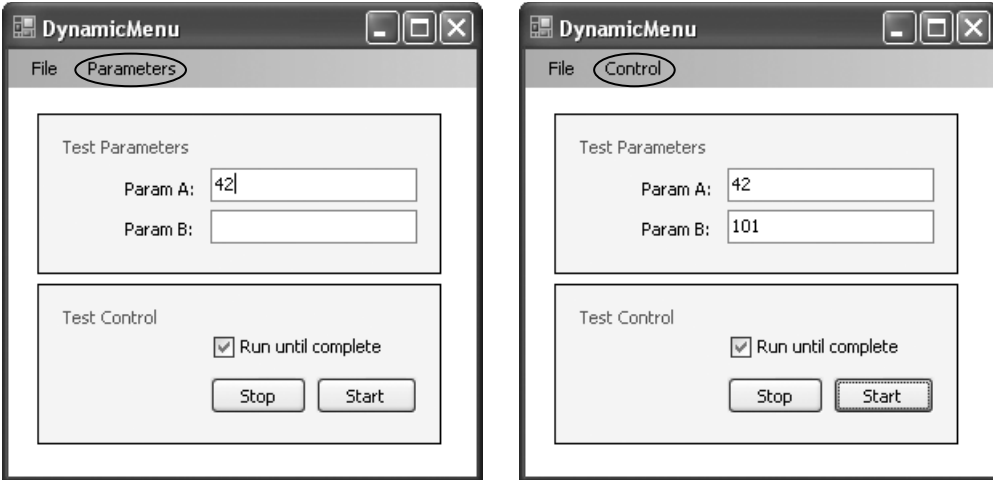 DynamicMenu
File Parameters
Test Parameters
Param A: 42
Param B:
Test Control
Run until complete
Stop Start
DynamicMenu
File Control
Test Parameters
Param A: 42
Param B: 101
Test Control
Run until complete
Stop Start